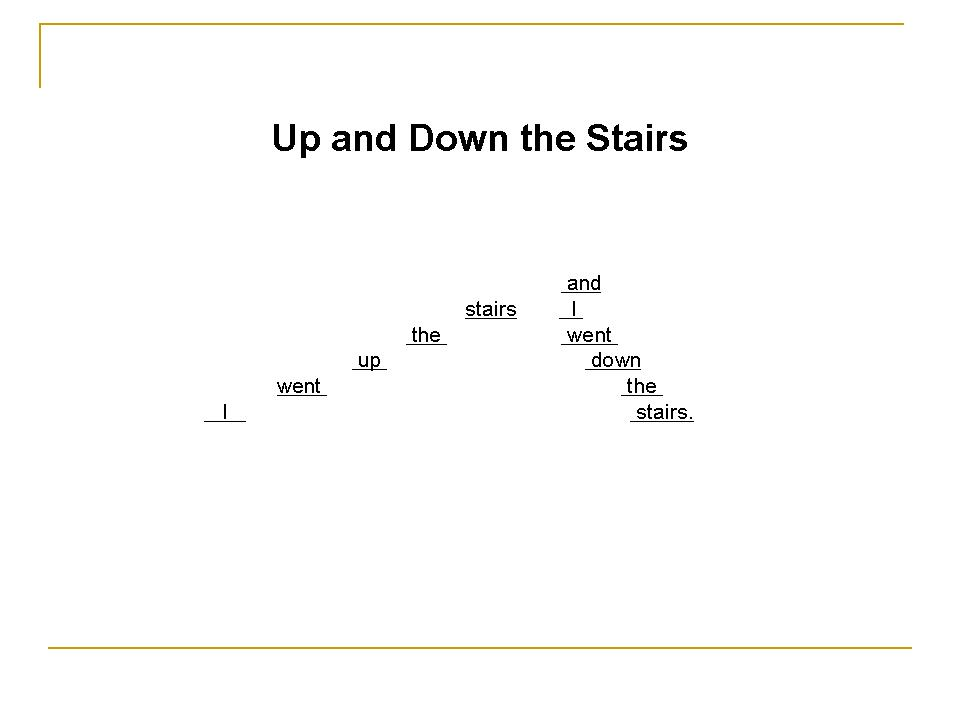 Up and Down the Stairs
and
stairs I
the went
up down
went the
I stairs.